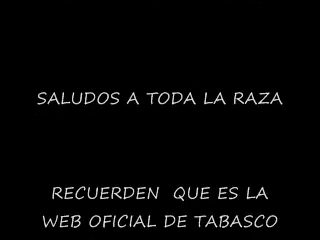 SALUDOS A TODA LA RAZA
RECUERDEN QUE ES LA
WEB OFICIAL DE TABASCO